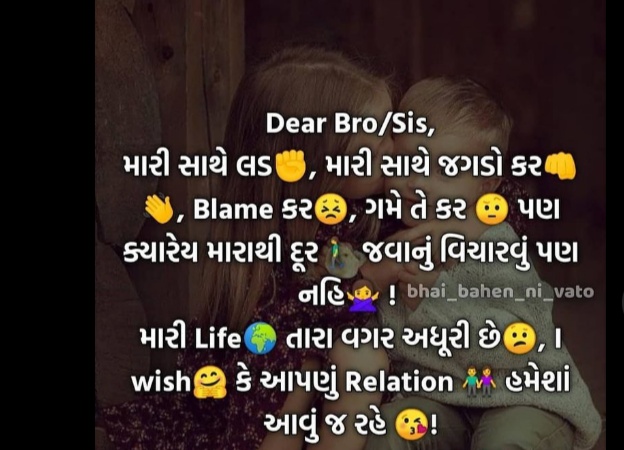 Dear Bro/Sis,
મારી સાથે લડ✊, મારી સાથે જગડો કર👊
👋, Blame કર😣, ગમે તે કર 🤨 પણ
ક્યારેય મારાથી દૂર🚶‍♂️જવાનું વિચારવું પણ
નહિ🙅‍♀️ ! bhai_bahen_ni_vato
મારી Life🌍 તારા વગર અધૂરી છે😟, I
wish🤗 કે આપણું Relation 👫 હમેશાં
આવું જ રહે 😘!